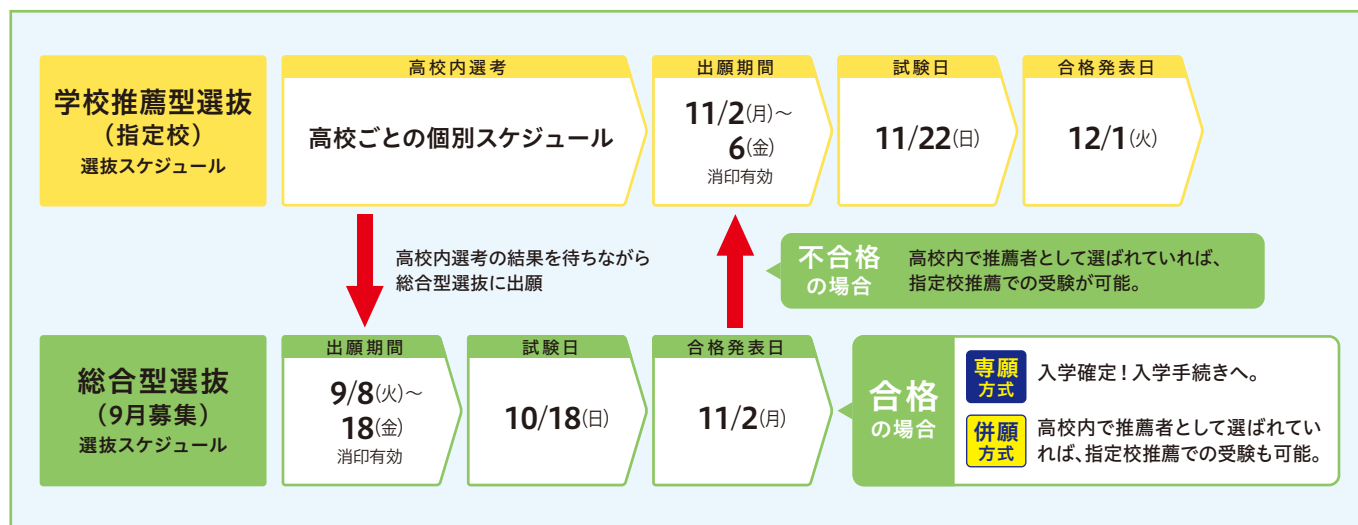 学校推薦型選抜
（指定校）
選抜スケジュール
高校内選考
高校ごとの個別スケジュール
出願期間
11/2(月)～
6(金)
消印有効
試験日
11/22(日)
合格発表日
12/1(火)
高校内選考の結果を待ちながら
総合型選抜に出願
不合格
の場合
高校内で推薦者として選ばれていれば、
指定校推薦での受験が可能。
総合型選抜
（9月募集）
選抜スケジュール
出願期間
9/8(火)～
18(金)
消印有効
試験日
10/18(日)
合格発表日
11/2(月)
合格
の場合
専願
方式
入学確定！入学手続きへ。
併願
方式
高校内で推薦者として選ばれてい
れば、指定校推薦での受験も可能。